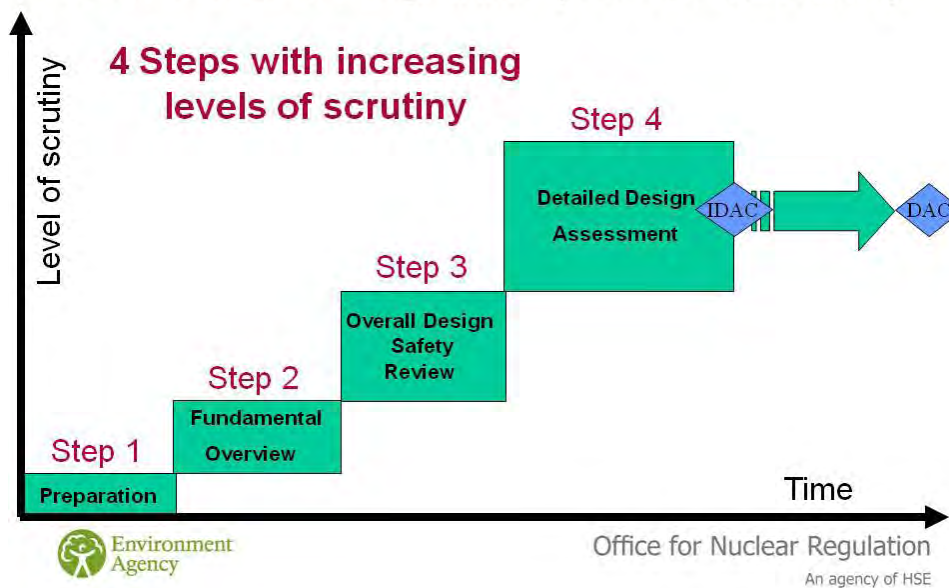 4 Steps with increasing
levels of scrutiny
Level of scrutiny
Step 1
Preparation
Step 2
Fundamental
Overview
Step 3
Overall Design
Safety
Review
Step 4
Detailed Design
Assessment
IDAC
DAC
Time
Environment
Agency
Office for Nuclear Regulation
An agency of HSE